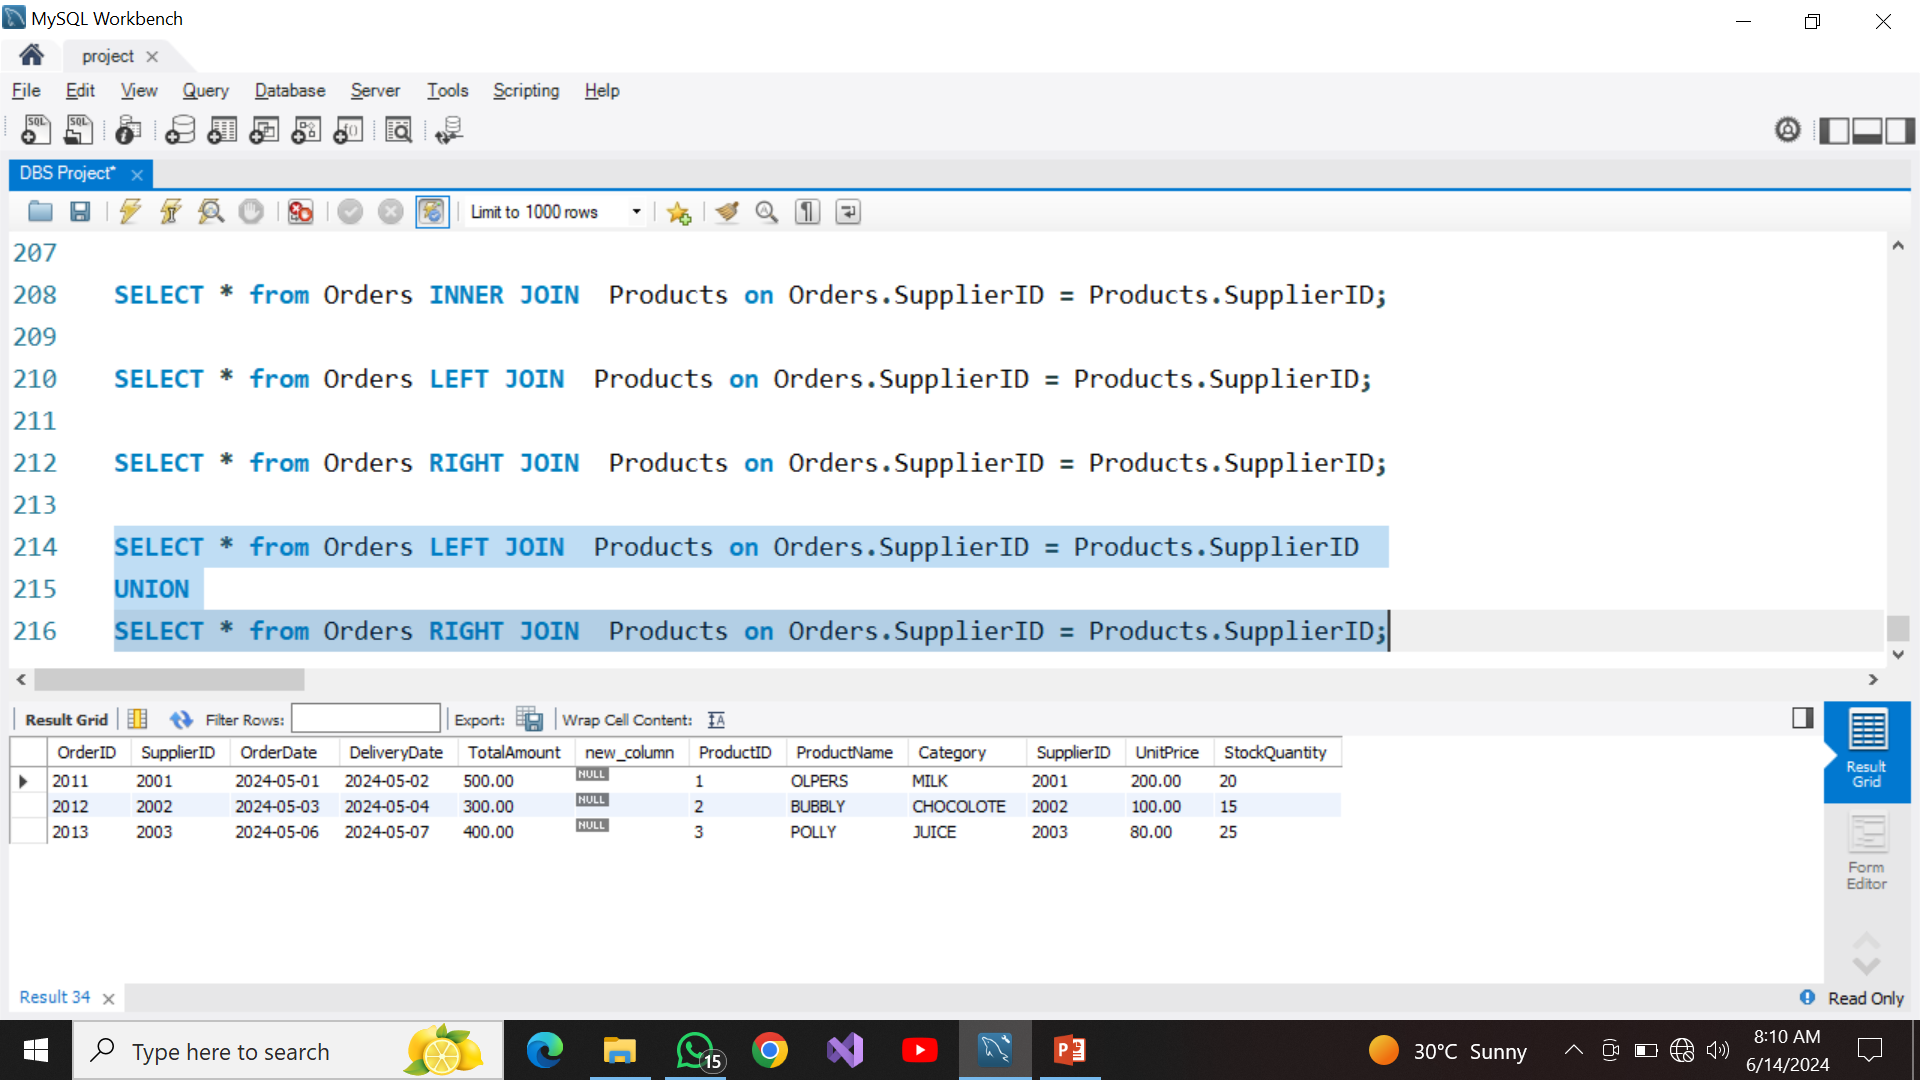 MySQL Workbench
project
File Edit View Query Database Server Tools Scripting Help
DBS Project*
Limit to 1000 rows
207
208 SELECT * from Orders INNER JOIN  Products on Orders.SupplierID = Products.SupplierID;
209
210 SELECT * from Orders LEFT JOIN  Products on Orders.SupplierID = Products.SupplierID;
211
212 SELECT * from Orders RIGHT JOIN  Products on Orders.SupplierID = Products.SupplierID;
213
214 SELECT * from Orders LEFT JOIN  Products on Orders.SupplierID = Products.SupplierID
215 UNION
216 SELECT * from Orders RIGHT JOIN  Products on Orders.SupplierID = Products.SupplierID;
Result Grid Filter Rows: Export: Wrap Cell Content:
OrderID SupplierID OrderDate DeliveryDate TotalAmount new_column ProductID ProductName Category SupplierID UnitPrice StockQuantity
2011 2001 2024-05-01 2024-05-02 500.00 NULL 1 OLPERS MILK 2001 200.00 20
2012 2002 2024-05-03 2024-05-04 300.00 NULL 2 BUBBLY CHOCOLOTE 2002 100.00 15
2013 2003 2024-05-06 2024-05-07 400.00 NULL 3 POLLY JUICE 2003 80.00 25
Result
Grid
Form
Editor
Result 34
Read Only
Type here to search
15
30°C Sunny
8:10 AM
6/14/2024